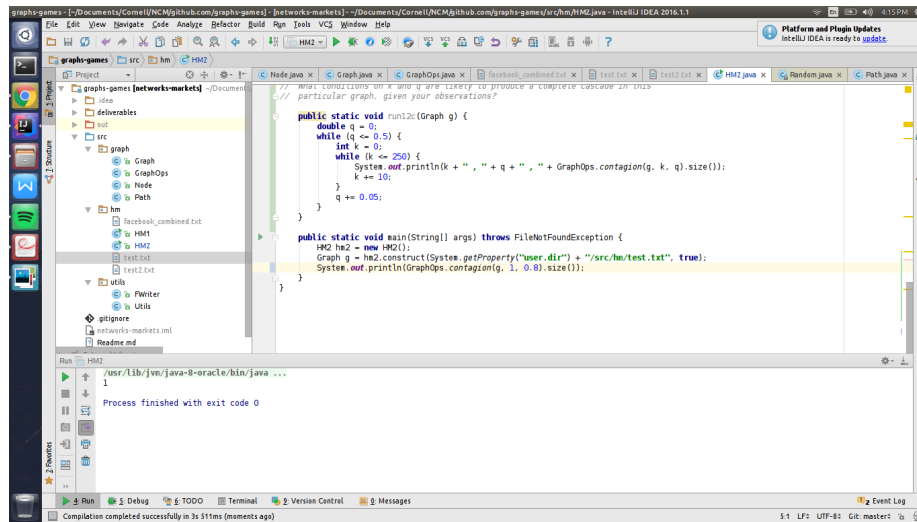 graphs-games - [~/Documents/Cornell/NCM/github.com/graphs-games] - [networks-markets] - ~/Documents/Cornell/NCM/github.com/graphs-games/src/hm/HM2.java - IntelliJ IDEA 2016.1.1
En
4:15PM
File Edit View Navigate Code Analyze Refactor Build Run Tools VCS Window Help
HM2
Platform and Plugin Updates
IntelliJ IDEA is ready to update.
graphs-games src hm HM2
Project
Node.java × Graph.java × GraphOps.java × facebook_combined.txt × test.txt × test2.txt × HM2.java × Random.java × Path.java ×
1: Project
Z: Structure
2: Favorites
graphs-games [networks-markets] ~/Document
.idea
deliverables
out
src
graph
Graph
GraphOps
Node
Path
hm
facebook_combined.txt
HM1
HM2
test.txt
test2.txt
utils
FWriter
Utils
gitignore
networks-markets.iml
Readme.md
// What conditions on k and q are likely to produce a complete cascade in this
// particular graph, given your observations?
public static void run12c(Graph g) {
double q = 0;
while (q <= 0.5) {
int k = 0;
while (k <= 250) {
System.out.println(k + " , " + q + " , " + GraphOps.contagion(g, k, q).size());
k += 10;
}
q += 0.05;
}
}
public static void main(String[] args) throws FileNotFoundException {
HM2 hm2 = new HM2();
Graph g = hm2.construct(System.getProperty("user.dir") + "/src/hm/test.txt", true);
System.out.println(GraphOps.contagion(g, 1, 0.8).size());
}
}
Run HM2
/usr/lib/jvm/java-8-oracle/bin/java ...
1
Process finished with exit code 0
4: Run 5: Debug 6: TODO Terminal 9: Version Control 0: Messages 2 Event Log
Compilation completed successfully in 3s 511ms (moments ago)
5:1 LF÷ UTF-8÷ Git: master÷